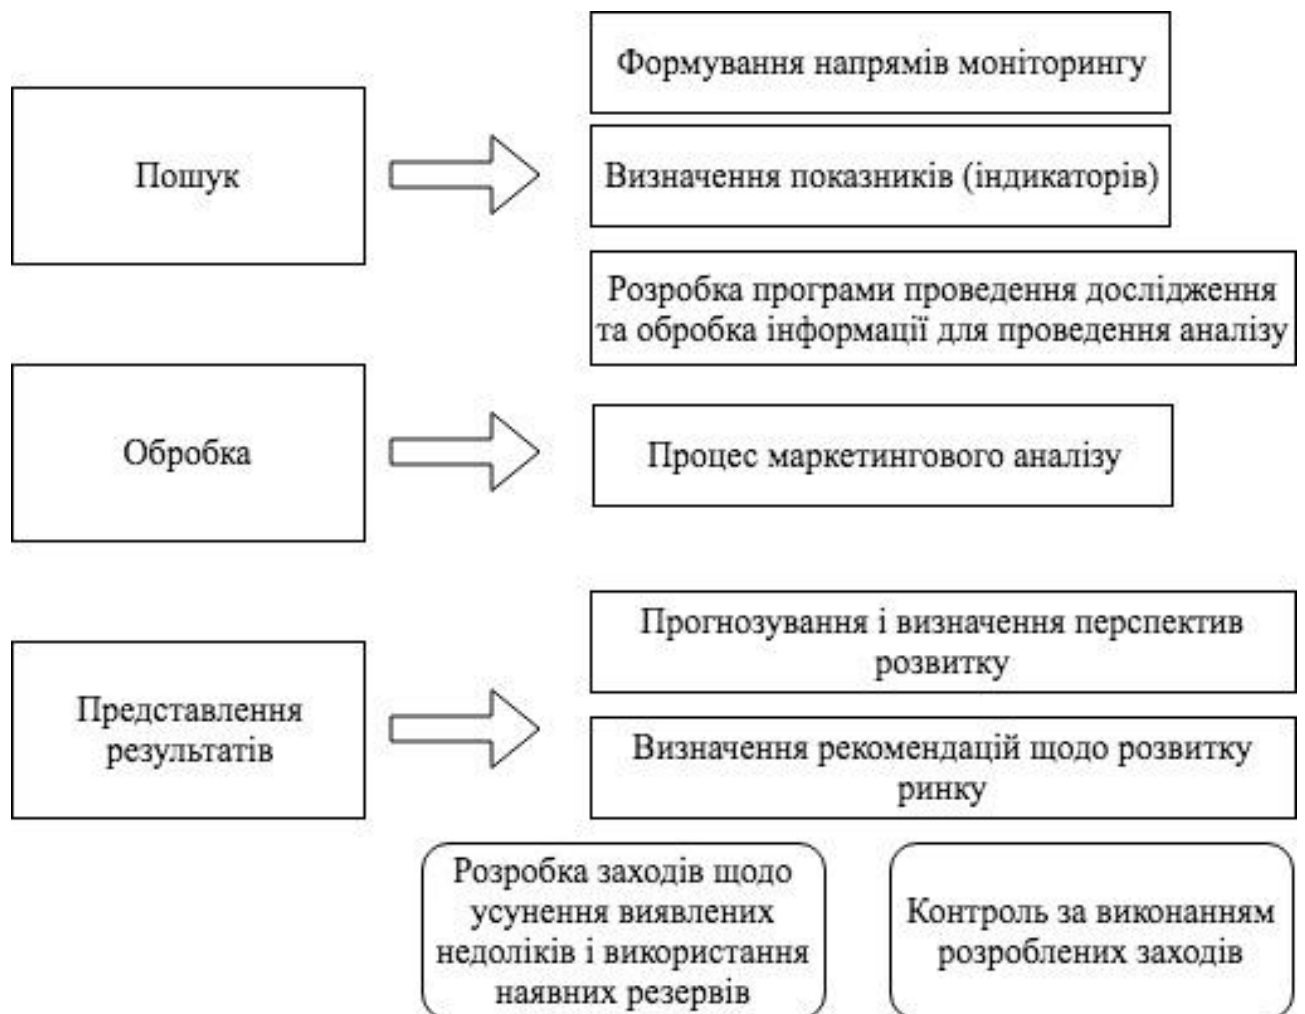 Пошук
Формування напрямів моніторингу
Визначення показників (індикаторів)
Розробка програми проведення дослідження
та обробка інформації для проведення аналізу
Обробка
Процес маркетингового аналізу
Представлення
результатів
Прогнозування і визначення перспектив
розвитку
Визначення рекомендацій щодо розвитку
ринку
Розробка заходів щодо
усунення виявлених
недоліків і використання
наявних резервів
Контроль за виконанням
розроблених заходів